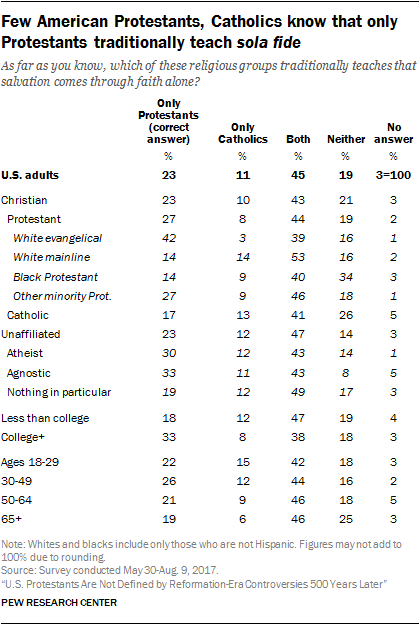 Few American Protestants, Catholics know that only
Protestants traditionally teach sola fide
As far as you know, which of these religious groups traditionally teaches that
salvation comes through faith alone?
Only
Protestants
(correct Only No
answer) Catholics Both Neither answer
% % % % %
U.S. adults 23 11 45 19 3=100
Christian 23 10 43 21 3
Protestant 27 8 44 19 2
White evangelical 42 3 39 16 1
White mainline 14 14 53 16 2
Black Protestant 14 9 40 34 3
Other minority Prot. 27 9 46 18 1
Catholic 17 13 41 26 5
Unaffiliated 23 12 47 14 3
Atheist 30 12 43 14 1
Agnostic 33 11 43 8 5
Nothing in particular 19 12 49 17 3
Less than college 18 12 47 19 4
College+ 33 8 38 18 3
Ages 18-29 22 15 42 18 3
30-49 26 12 44 16 2
50-64 21 9 46 18 5
65+ 19 6 46 25 3
Note: Whites and blacks include only those who are not Hispanic. Figures may not add to
100% due to rounding.
Source: Survey conducted May 30-Aug. 9, 2017.
“U.S. Protestants Are Not Defined by Reformation-Era Controversies 500 Years Later”
PEW RESEARCH CENTER